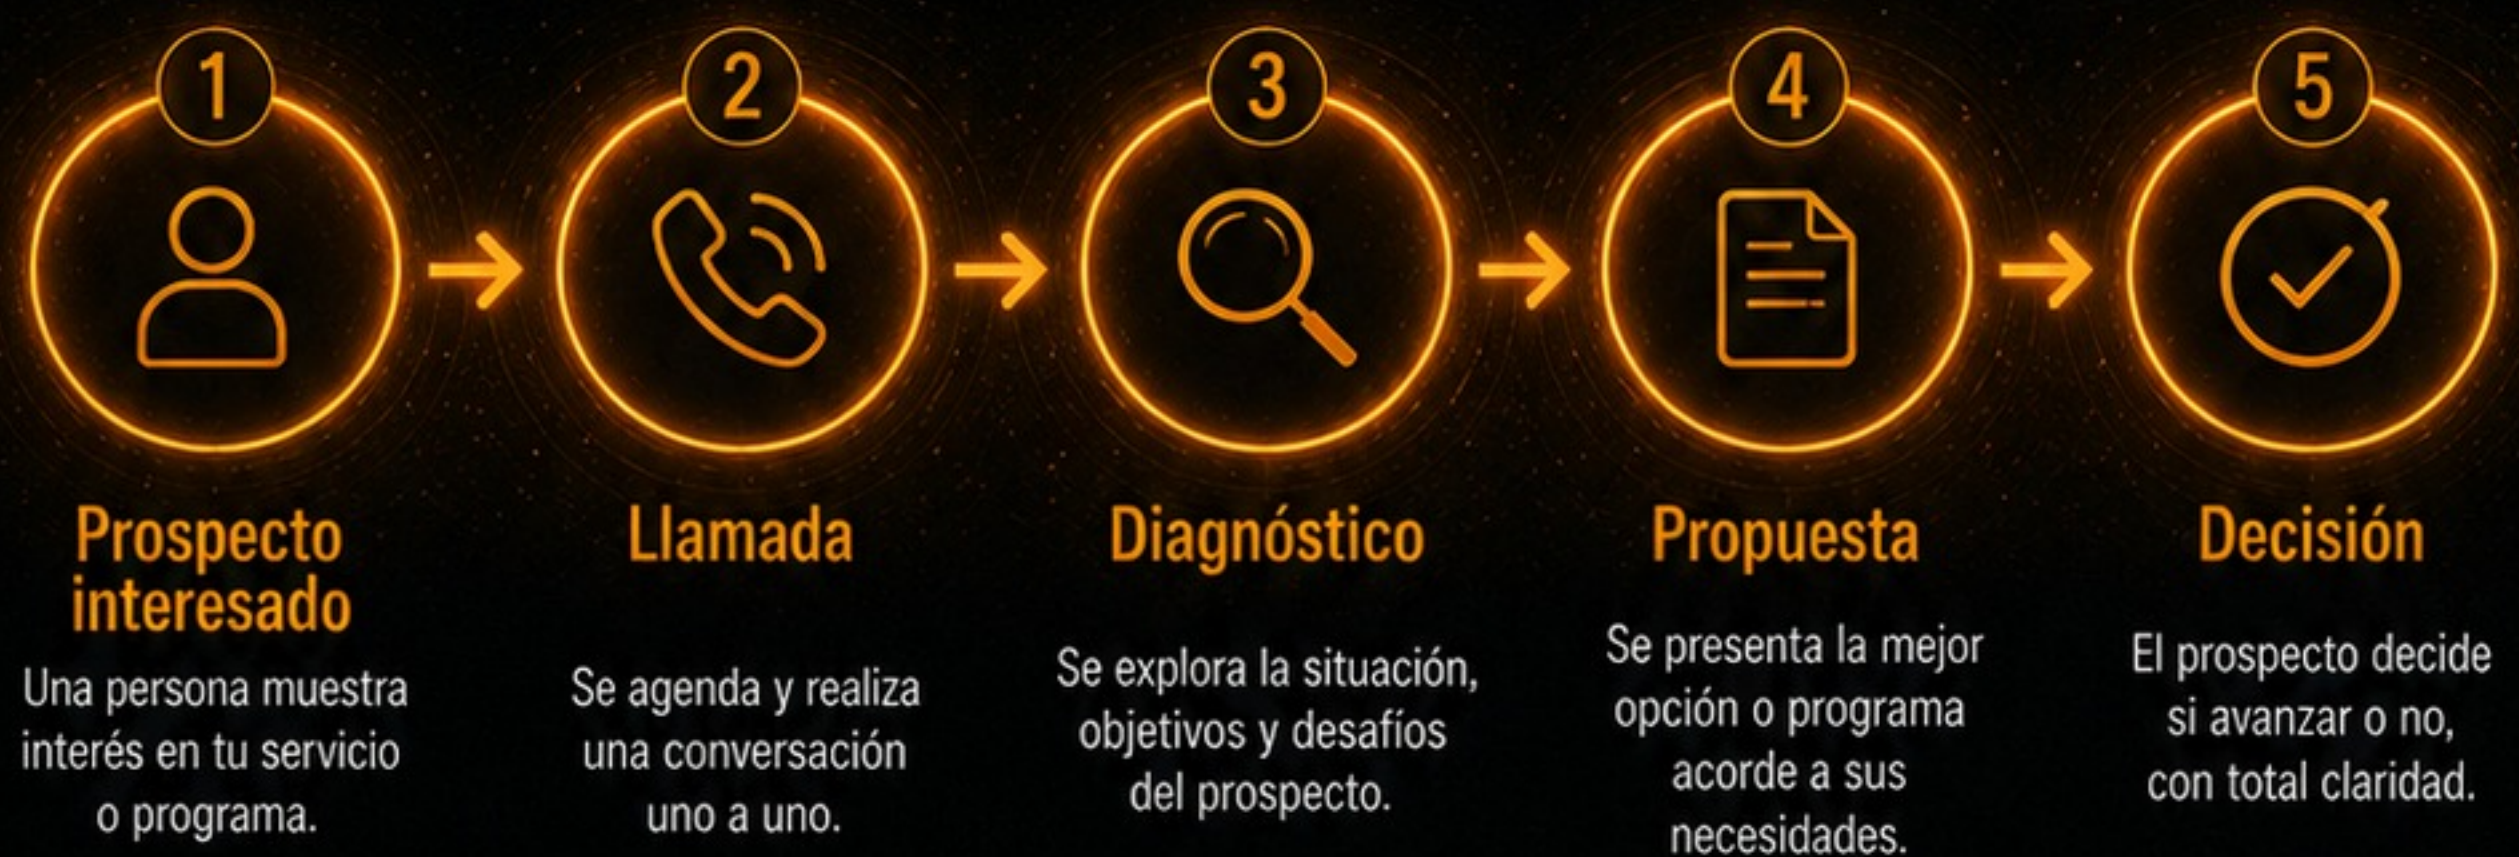 1
2
3
4
5
Prospecto
interesado
Una persona muestra
interés en tu servicio
o programa.
Llamada
Se agenda y realiza
una conversación
uno a uno.
Diagnóstico
Se explora la situación,
objetivos y desafíos
del prospecto.
Propuesta
Se presenta la mejor
opción o programa
acorde a sus
necesidades.
Decisión
El prospecto decide
si avanzar o no,
con total claridad.